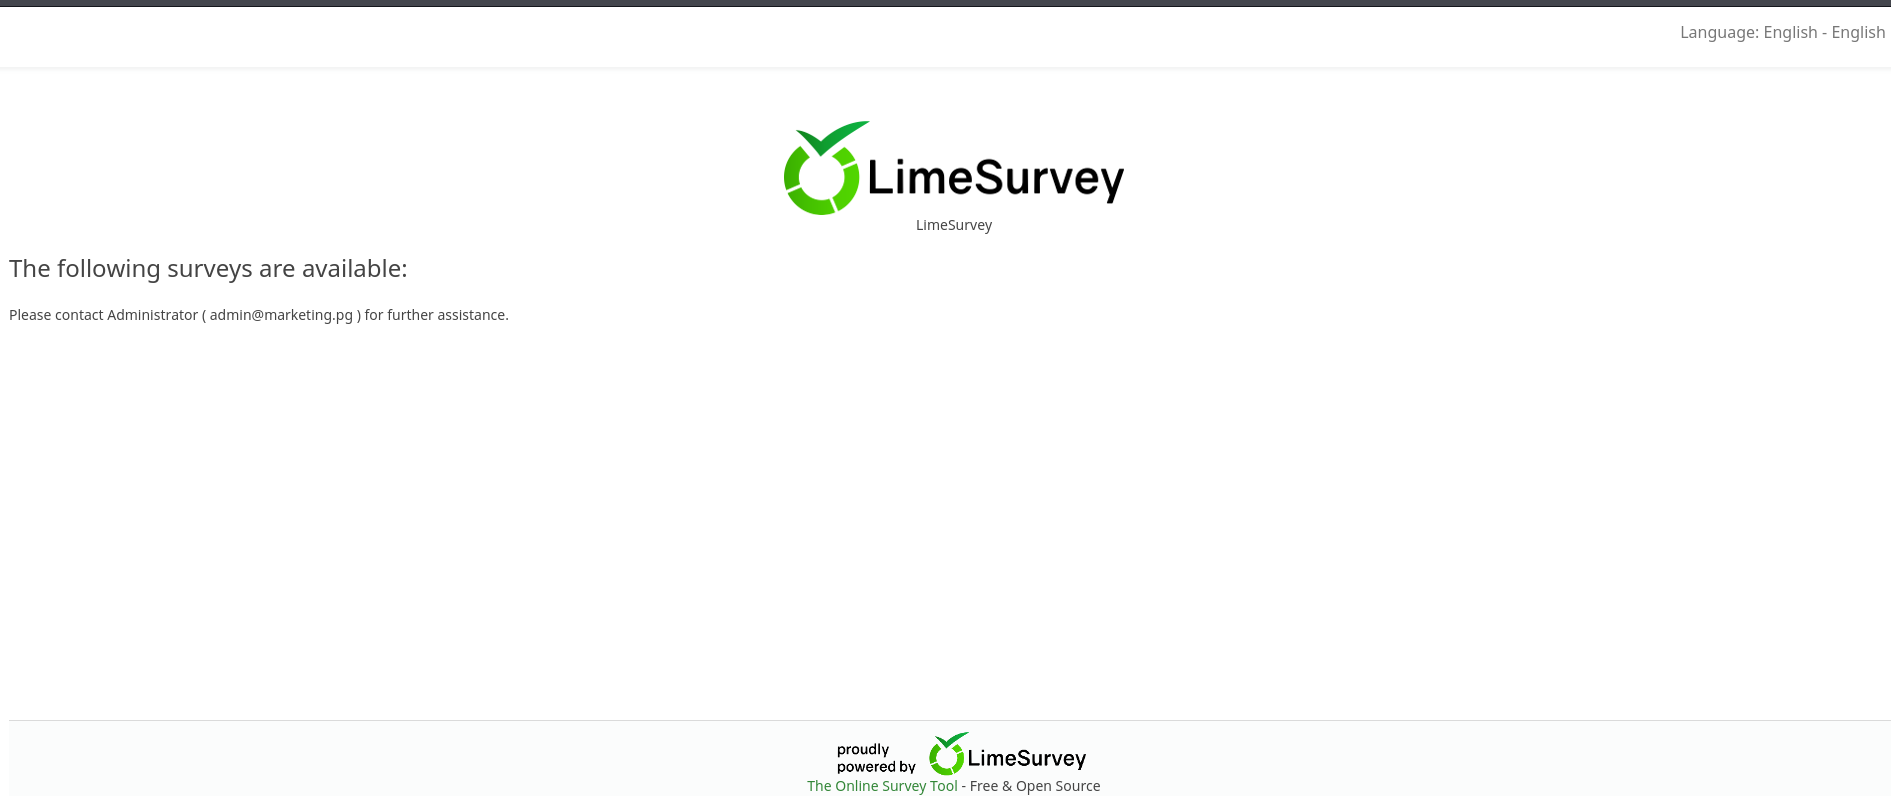 Language: English - English
LimeSurvey
LimeSurvey
The following surveys are available:
Please contact Administrator ( admin@marketing.pg ) for further assistance.
proudly
powered by
LimeSurvey
The Online Survey Tool - Free & Open Source